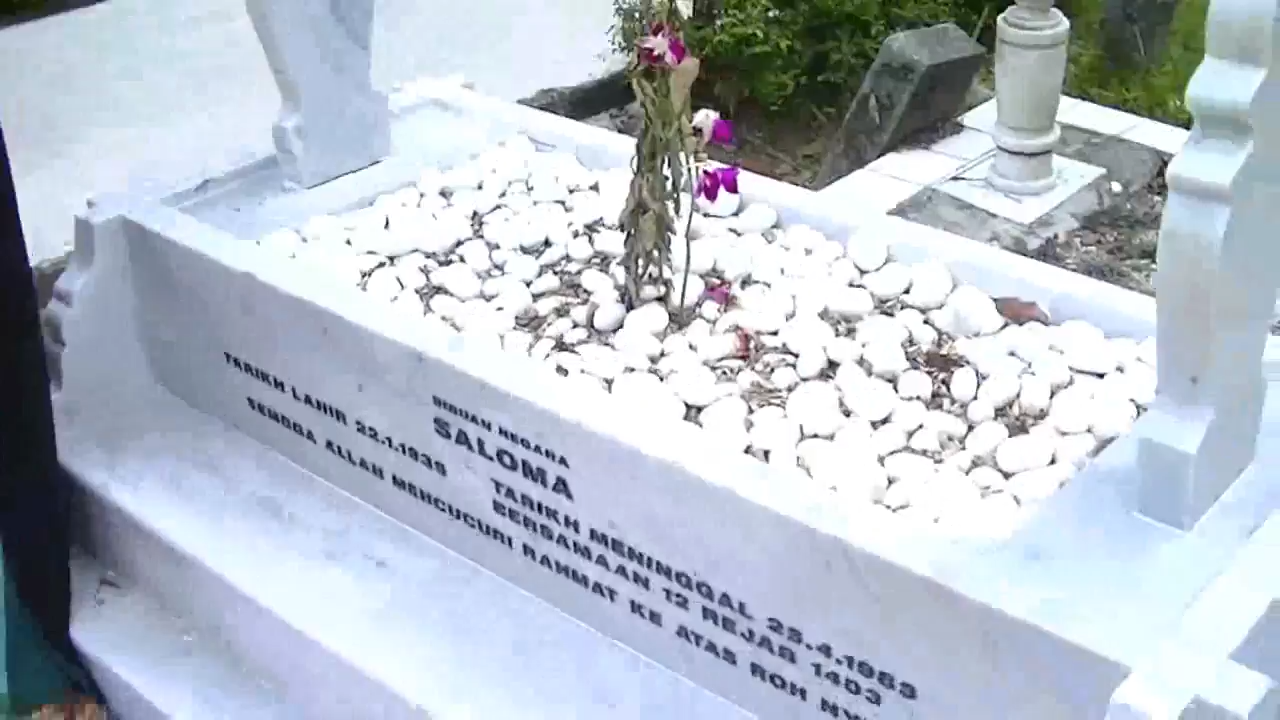 BIDUAN NEGARA
SALOMA
TARIKH LAHIR 22.1.1935 TARIKH MENINGGAL 23.4.1983
BERSAMAAN 12 REJAB 1403
SEMOGA ALLAH MENCUCURI RAHMAT KE ATAS ROH